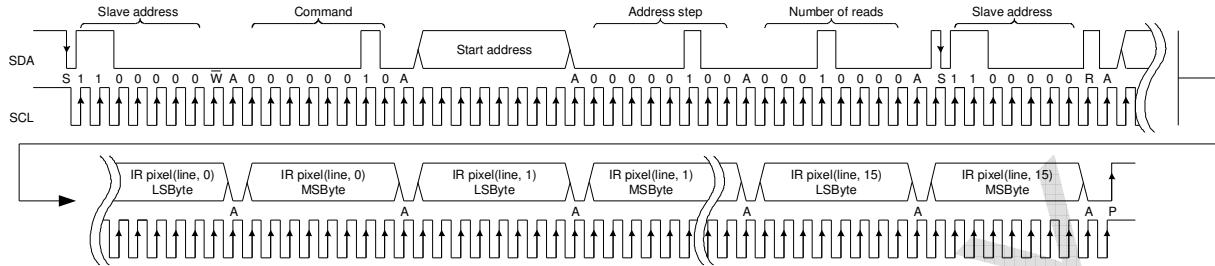 Slave address Command Address step Number of reads Slave address
SDA Start address
S 1 1 0 0 0 0 0 W̅ A 0 0 0 0 0 0 1 0 A A 0 0 0 0 0 1 0 0 A 0 0 0 1 0 0 0 0 A S 1 1 0 0 0 0 0 R A
SCL
IR pixel(line, 0) IR pixel(line, 0) IR pixel(line, 1) IR pixel(line, 1) IR pixel(line, 15) IR pixel(line, 15)
LSByte MSByte LSByte MSByte LSByte MSByte
A A A A A A P